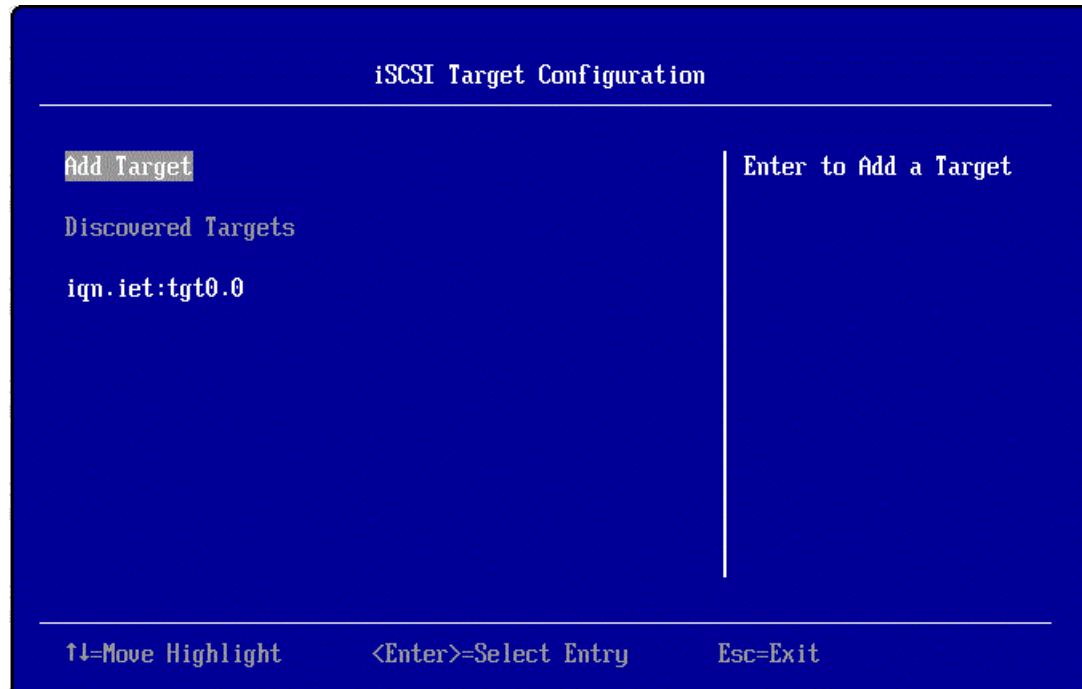 iSCSI Target Configuration
Add Target
Enter to Add a Target
Discovered Targets
iqn.iet:tgt0.0
↑↓=Move Highlight <Enter>=Select Entry Esc=Exit